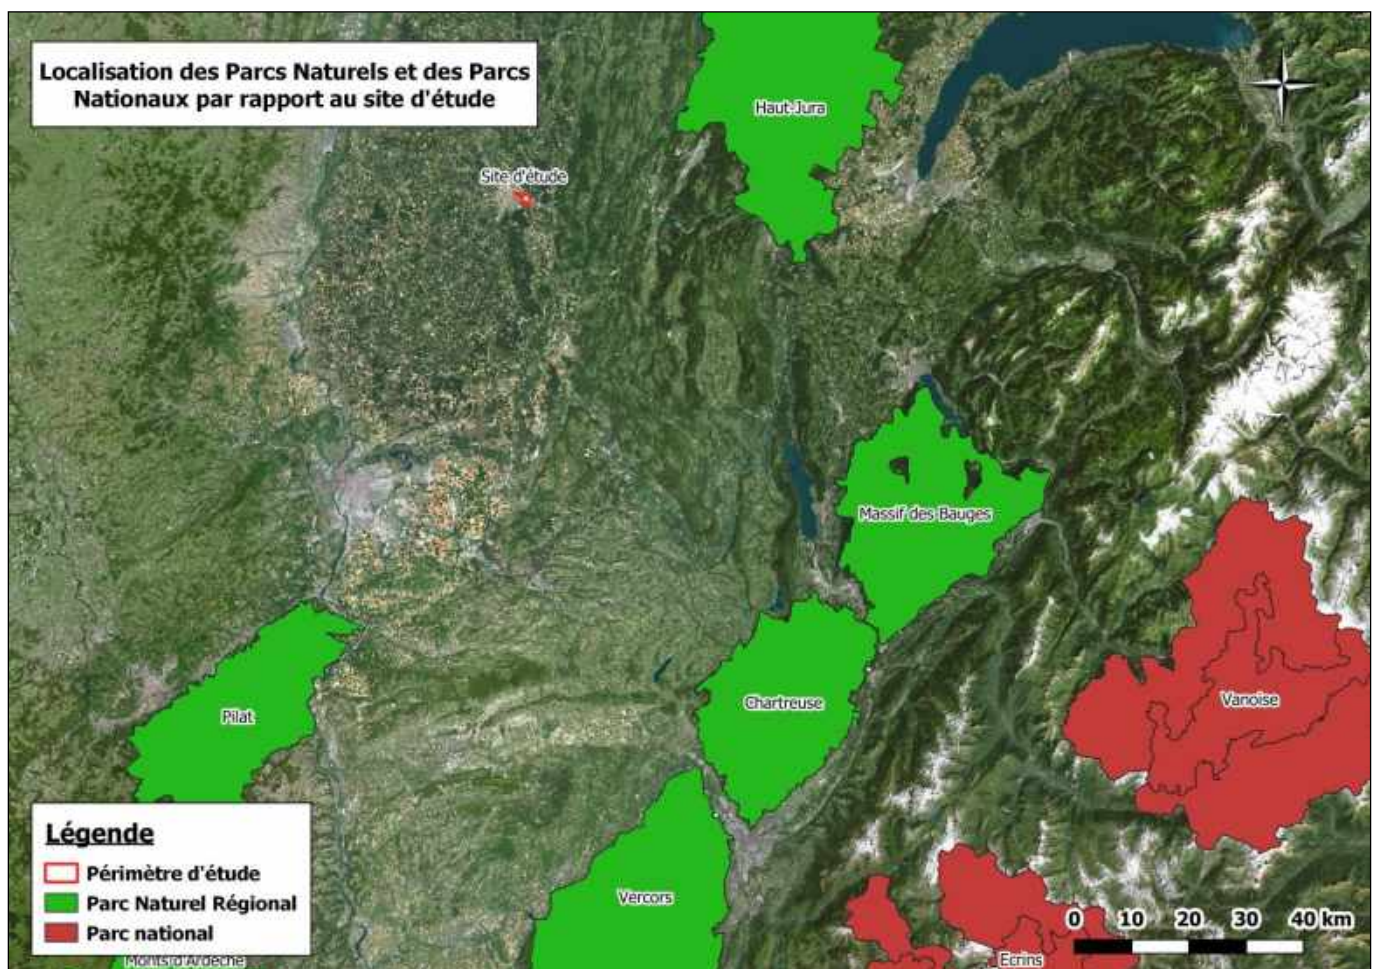 Localisation des Parcs Naturels et des Parcs
Nationaux par rapport au site d'étude
Haut-Jura
Site d'étude
Massif des Bauges
Vanoise
Chartreuse
Pilat
Vercors
Ecrins
Monts d'Ardèche
Légende
Périmètre d'étude
Parc Naturel Régional
Parc national
0 10 20 30 40 km